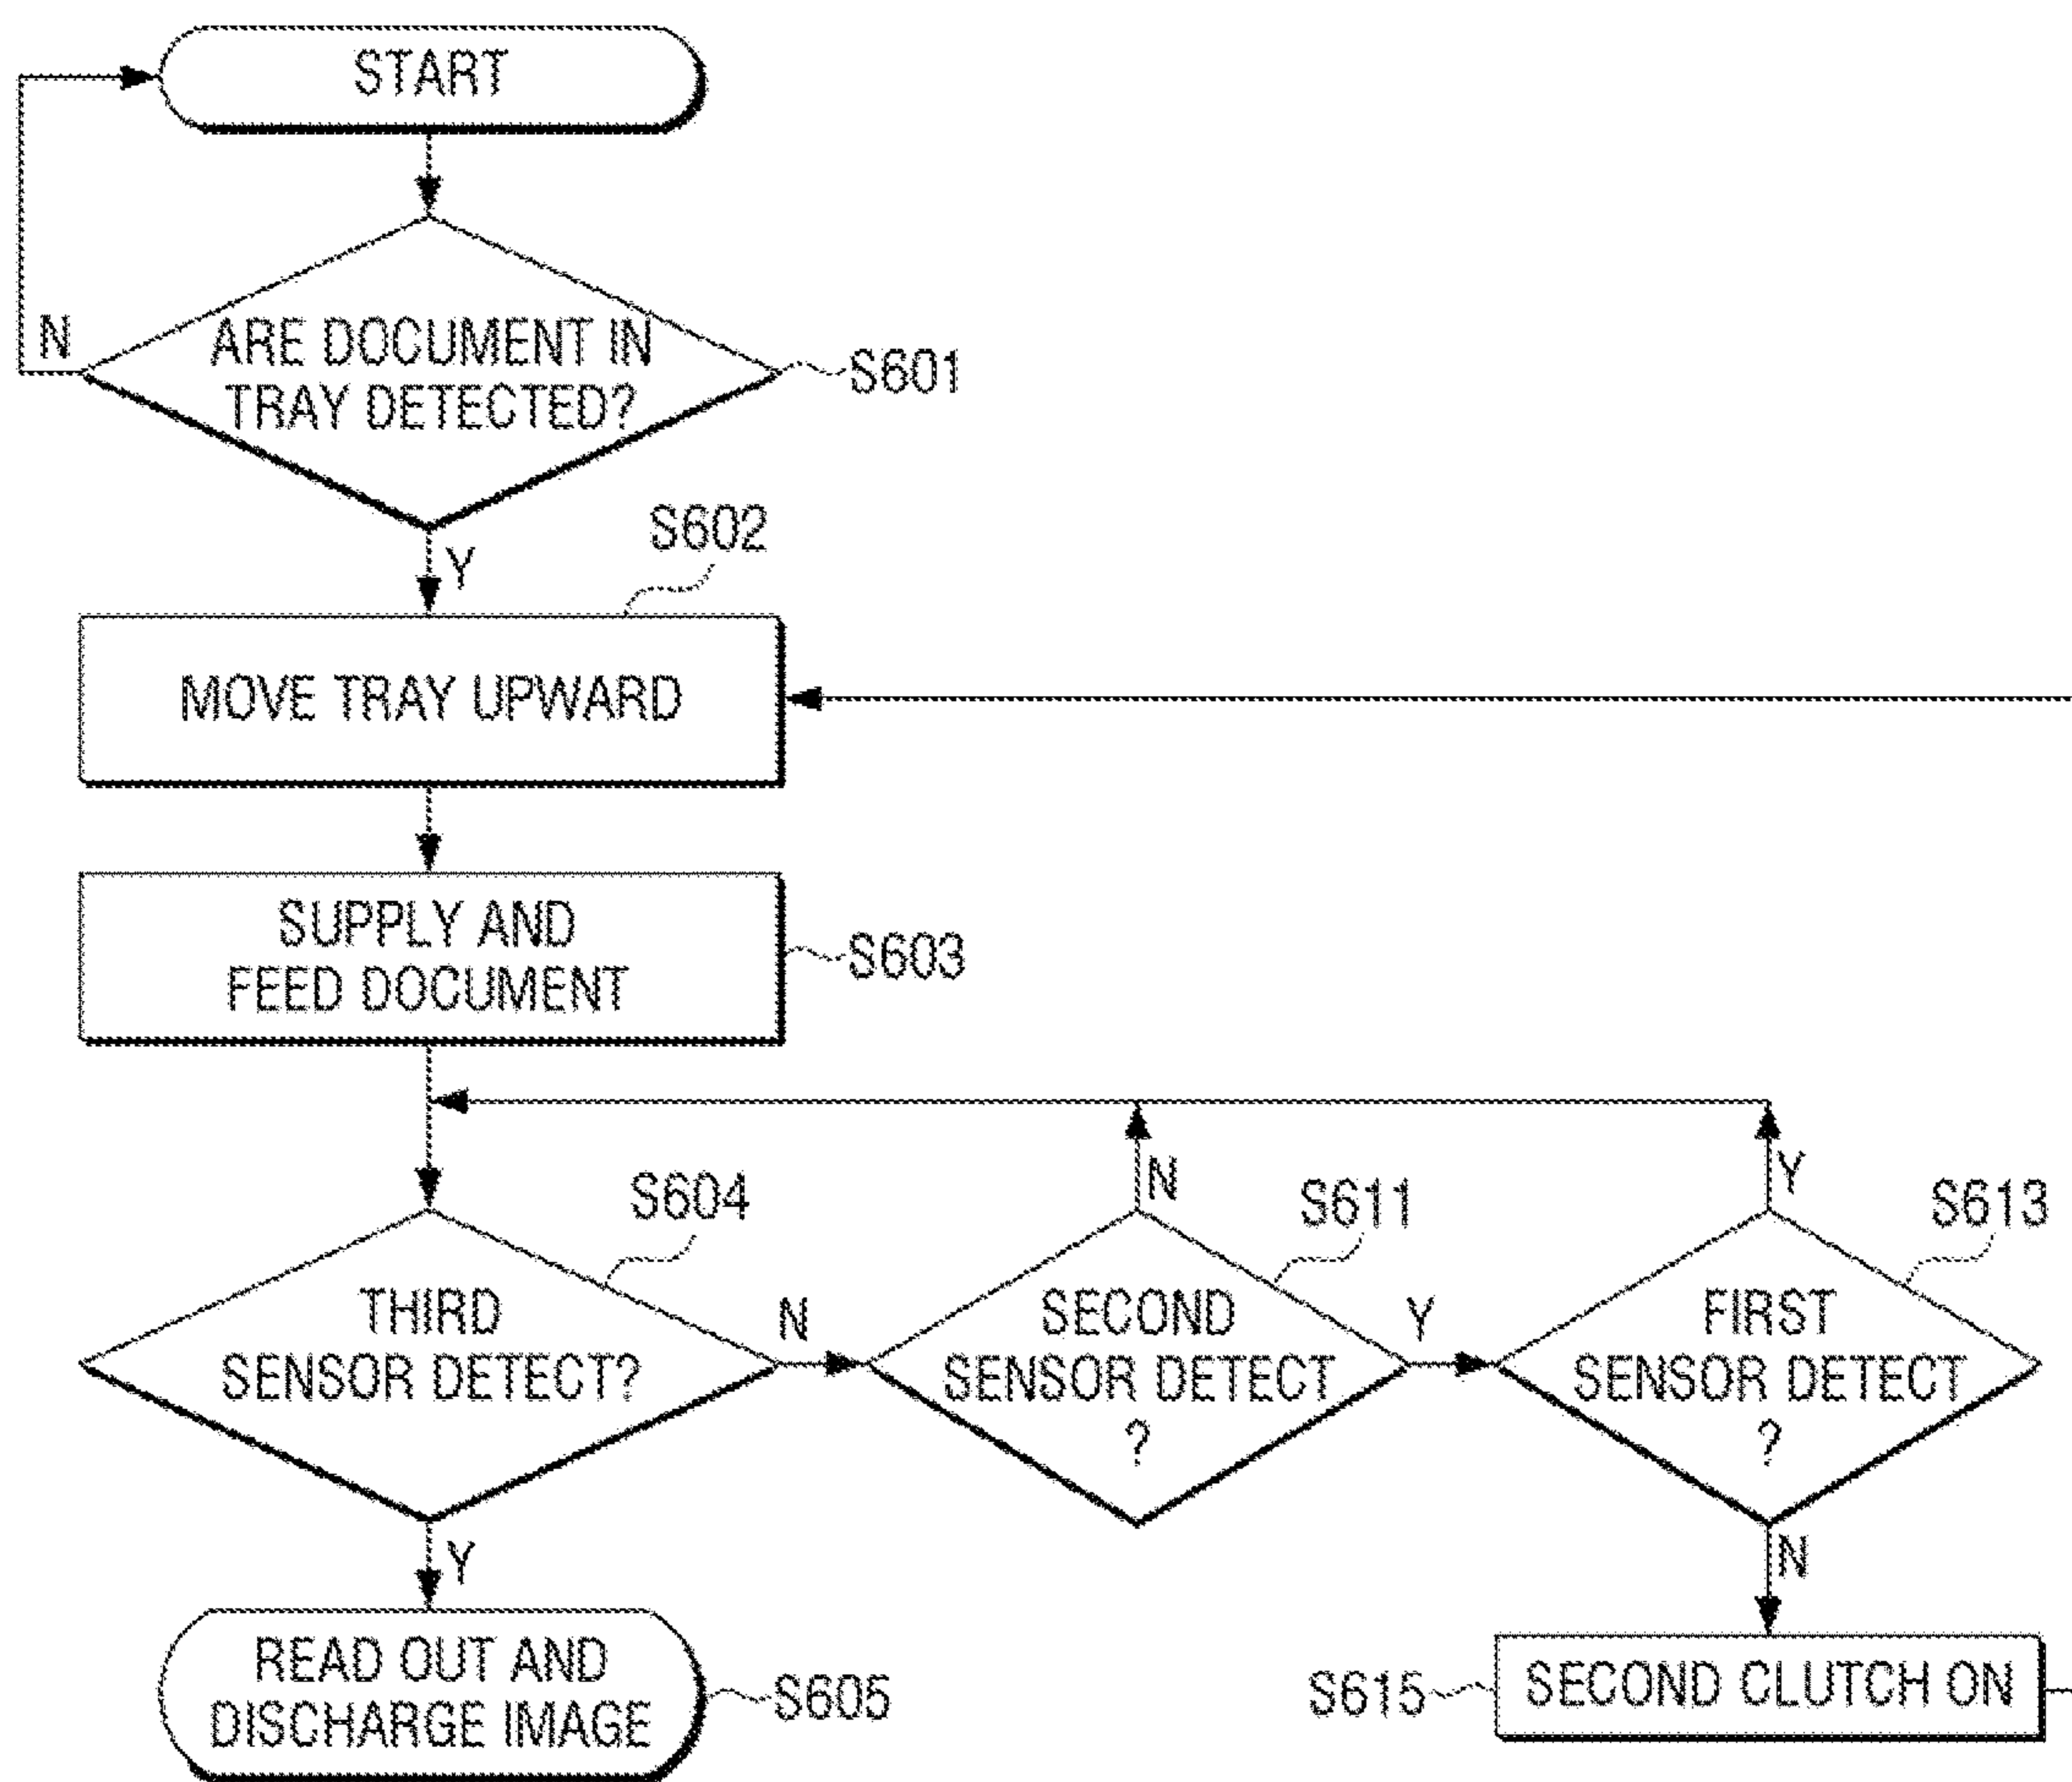 START
N
ARE DOCUMENT IN
TRAY DETECTED?
S601
S602
Y
MOVE TRAY UPWARD
SUPPLY AND
FEED DOCUMENT
S603
S604
N
S611
Y
S613
THIRD
SENSOR DETECT?
N
SECOND
SENSOR DETECT
?
Y
FIRST
SENSOR DETECT
?
Y
N
READ OUT AND
DISCHARGE IMAGE
S605
S615
SECOND CLUTCH ON